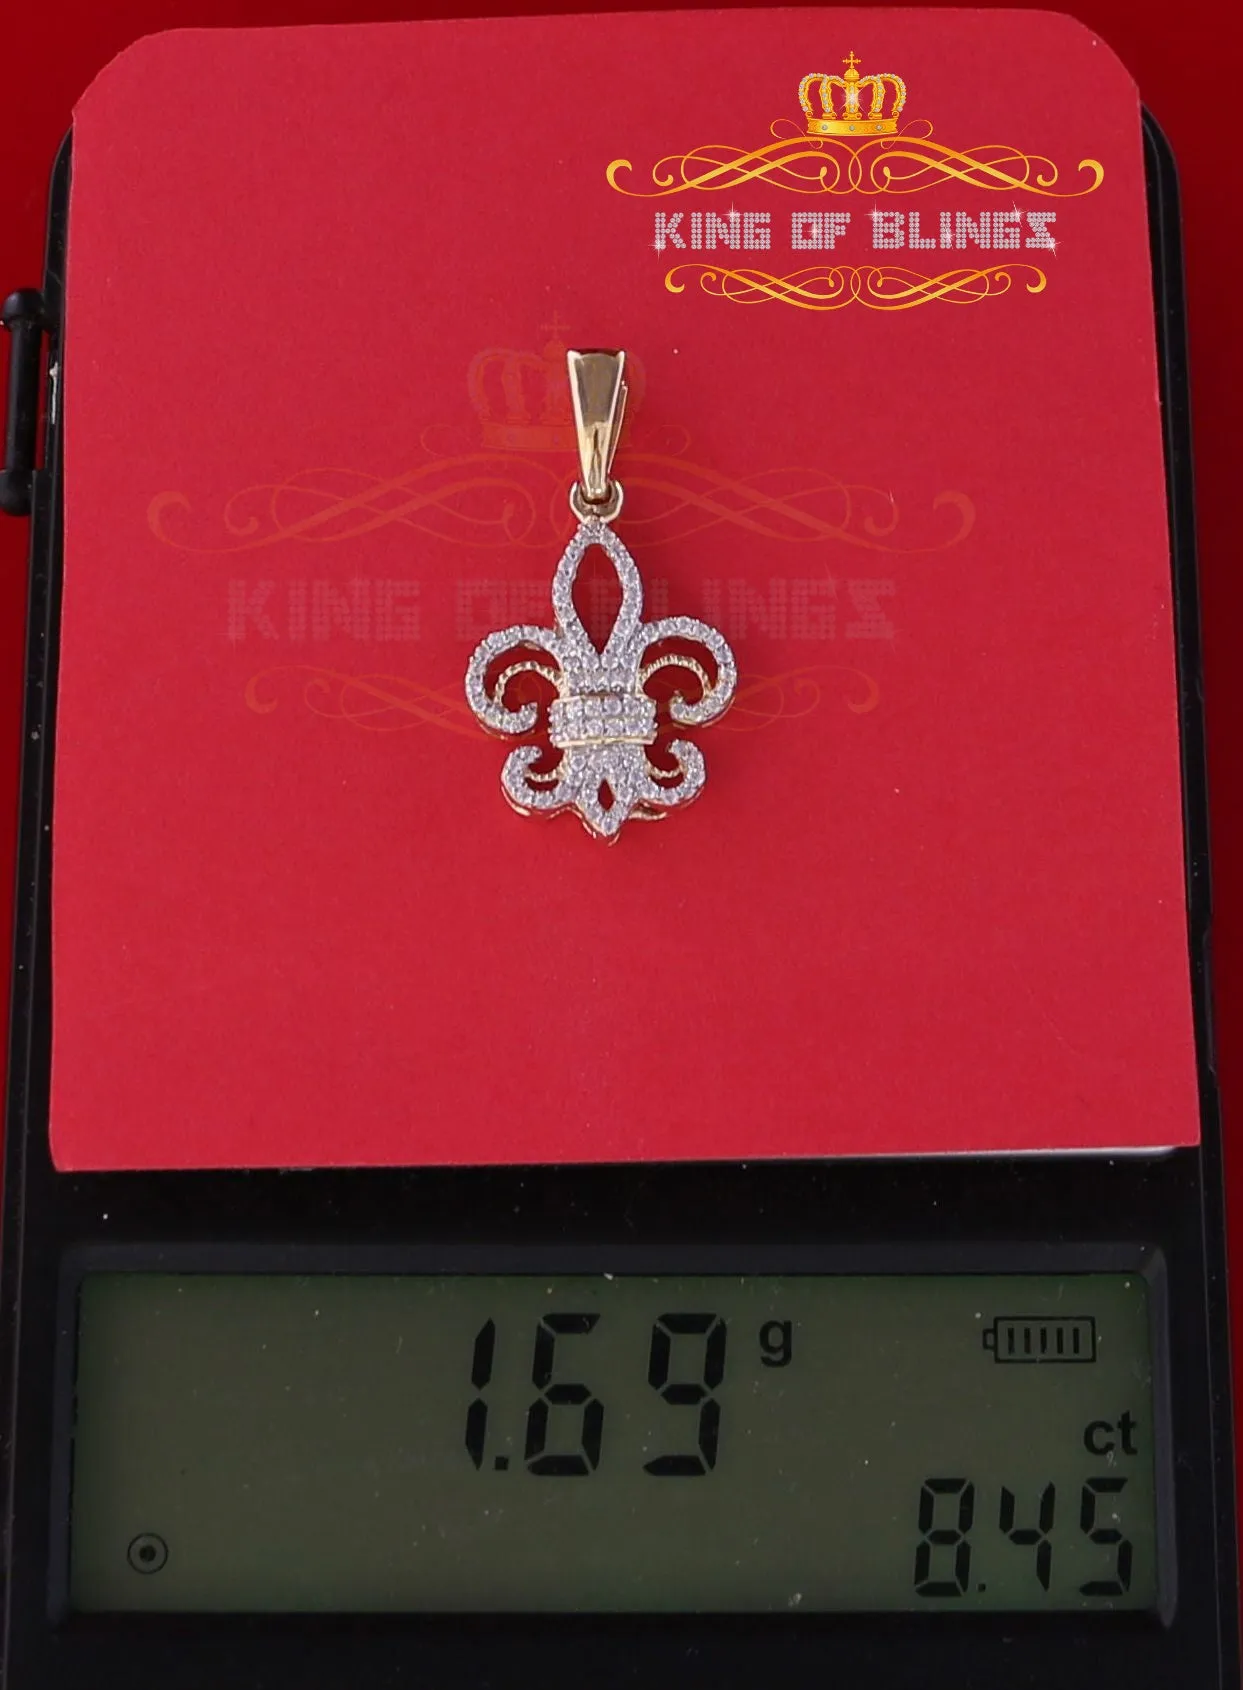 KING OF BLINGS
KING OF BLINGS
1.69 g
ct
8.45